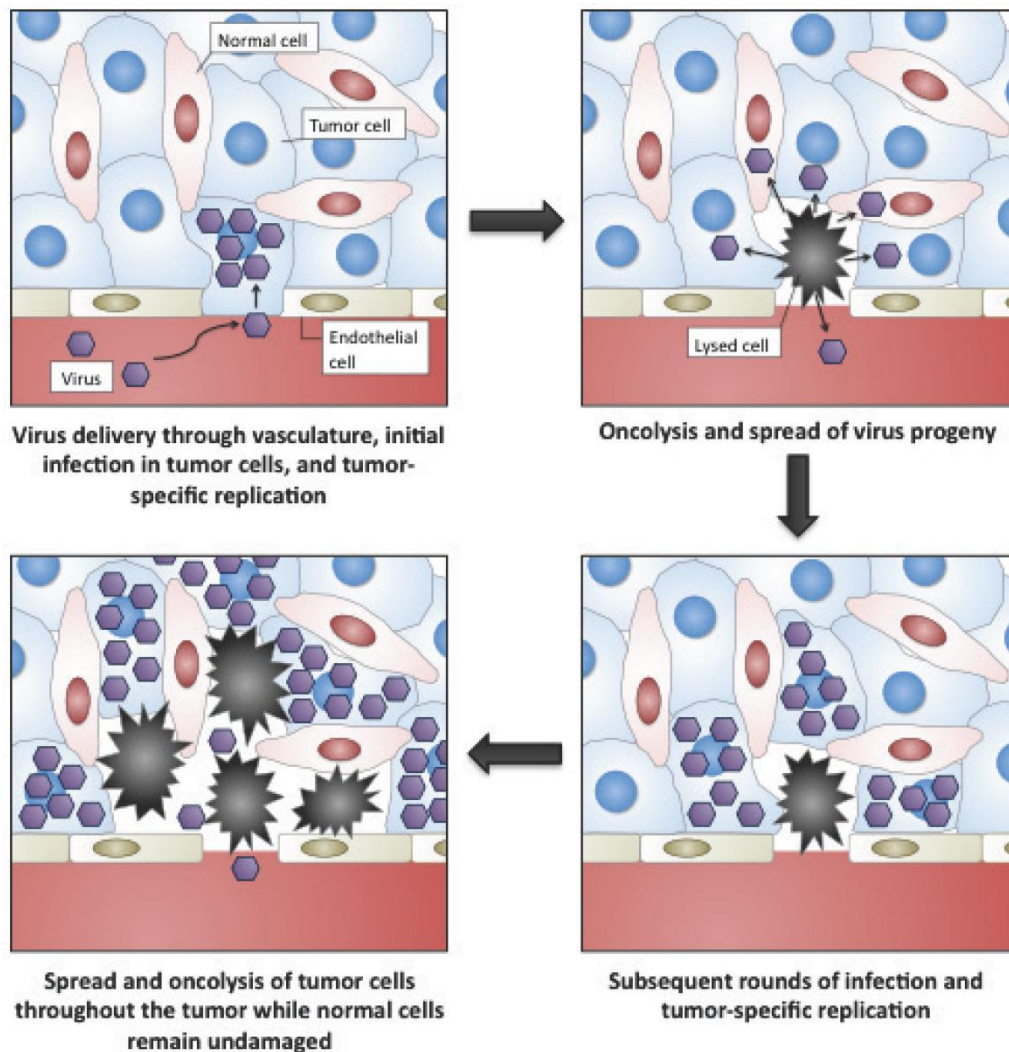 Normal cell
Tumor cell
Endothelial
cell
Virus
Virus delivery through vasculature, initial
infection in tumor cells, and tumor-
specific replication
Lysed cell
Oncolysis and spread of virus progeny
Spread and oncolysis of tumor cells
throughout the tumor while normal cells
remain undamaged
Subsequent rounds of infection and
tumor-specific replication